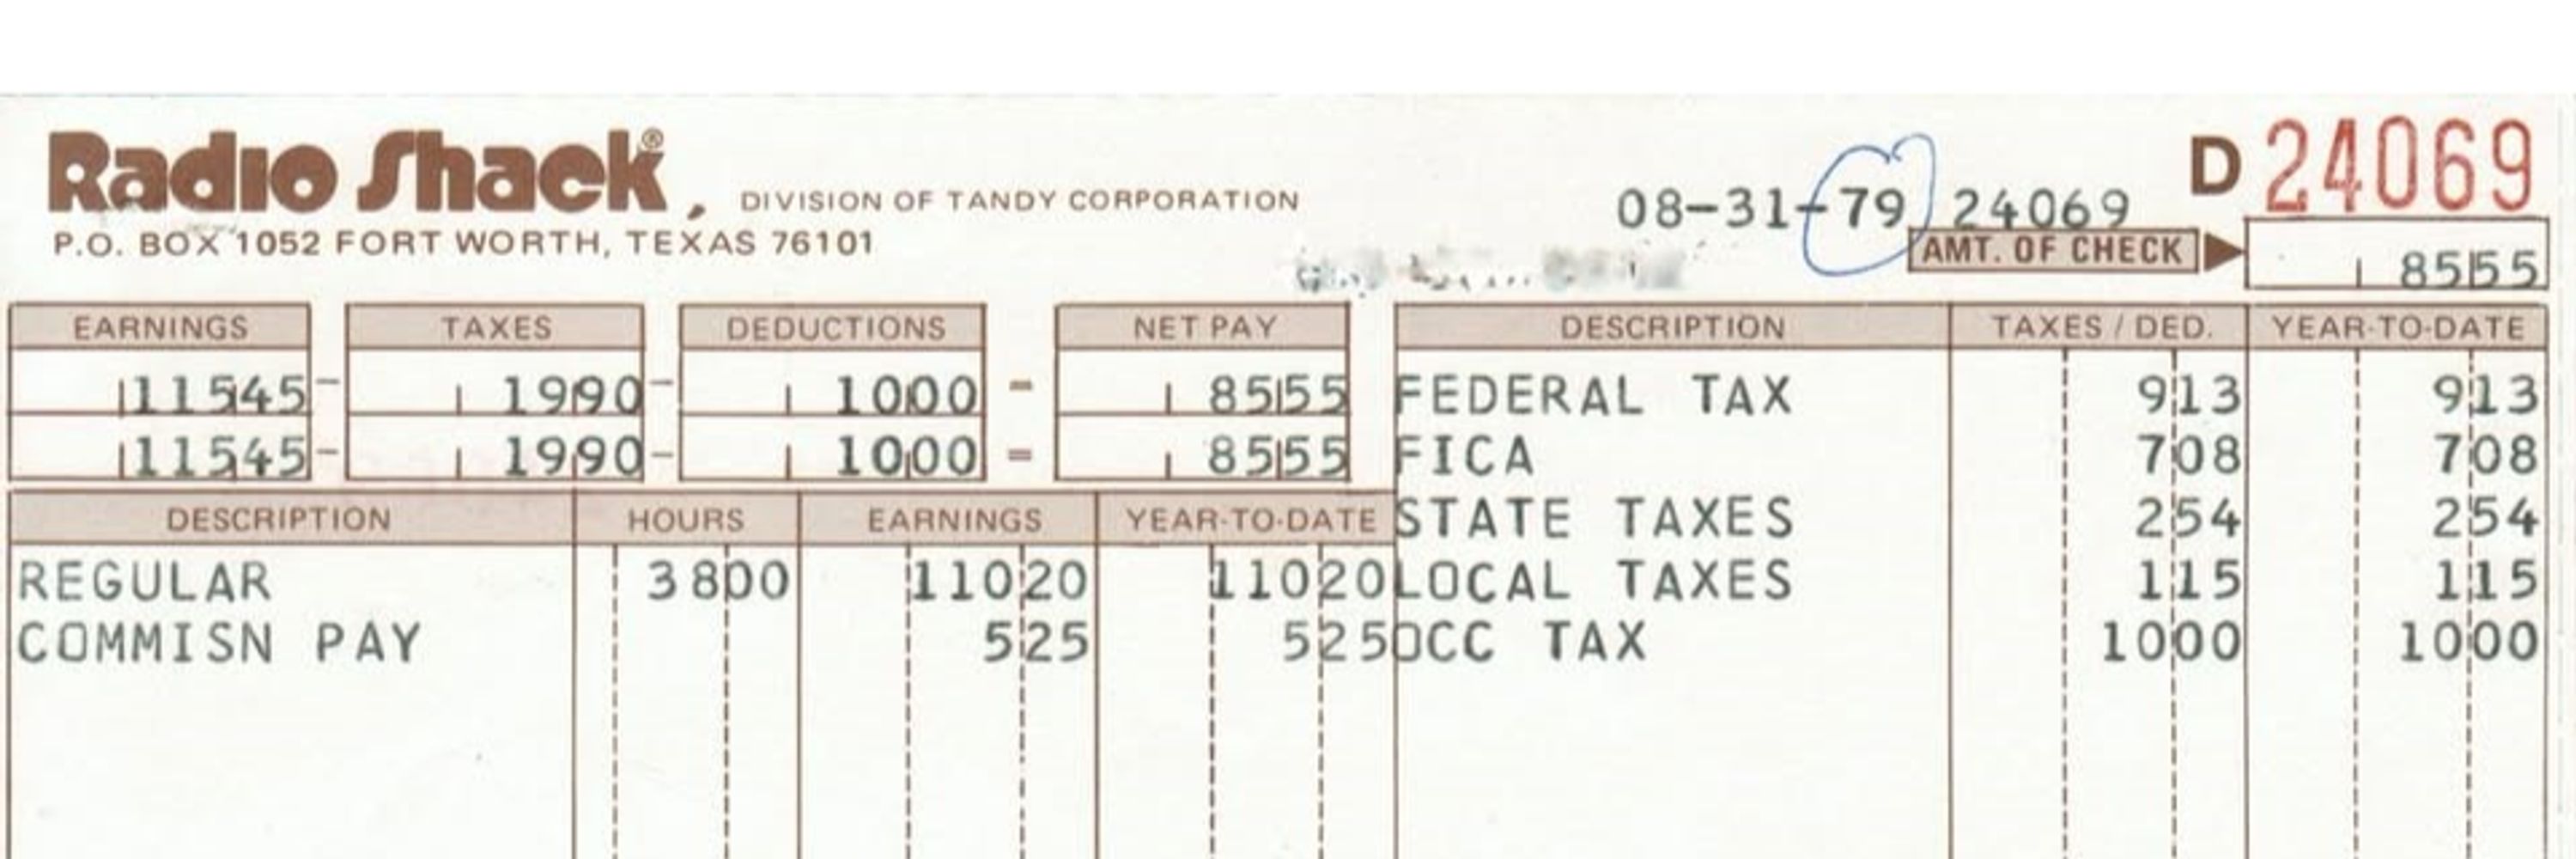 Radio Shack®, DIVISION OF TANDY CORPORATION
P.O. BOX 1052 FORT WORTH, TEXAS 76101
08-31-79 24069
D 24069
AMT. OF CHECK 8555
EARNINGS TAXES DEDUCTIONS NET PAY
11545 - 1990 - 1000 = 8555
11545 - 1990 - 1000 = 8555
DESCRIPTION HOURS EARNINGS YEAR-TO-DATE
REGULAR 3800 11020 11020
COMMISN PAY 525 525
DESCRIPTION TAXES / DED. YEAR-TO-DATE
FEDERAL TAX 913 913
FICA 708 708
STATE TAXES 254 254
LOCAL TAXES 115 115
OCC TAX 1000 1000